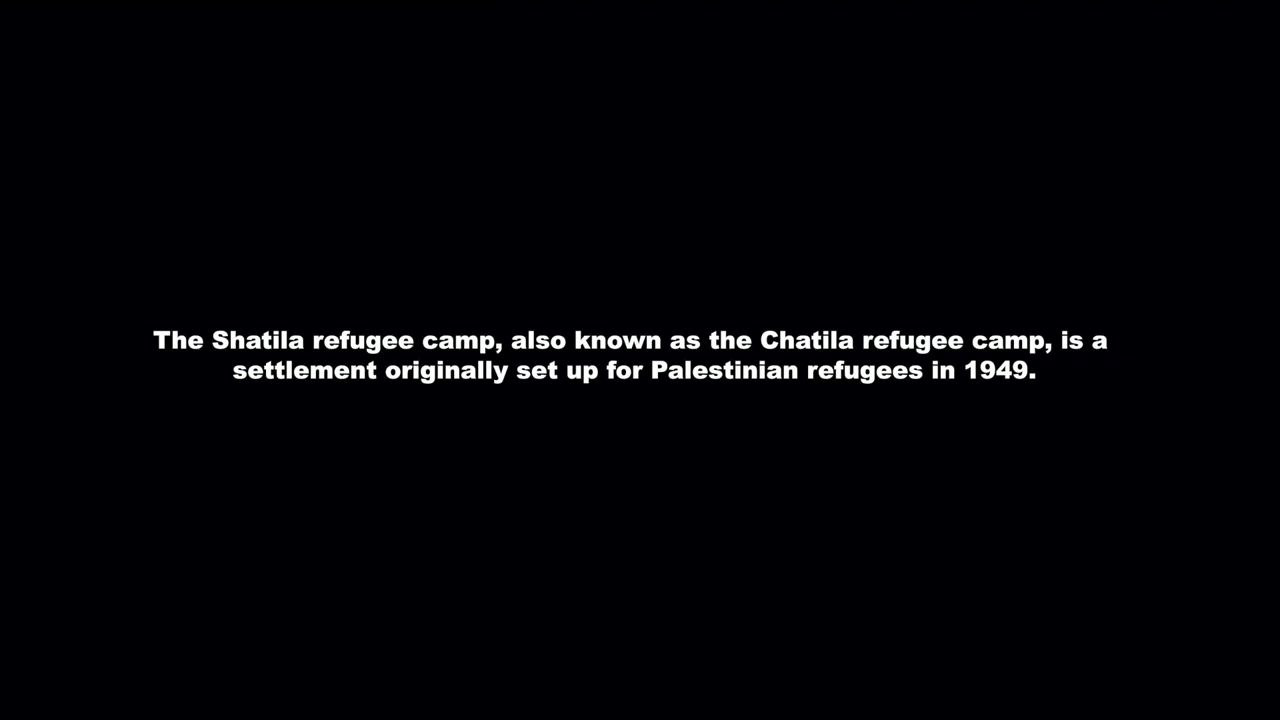 The Shatila refugee camp, also known as the Chatila refugee camp, is a
settlement originally set up for Palestinian refugees in 1949.